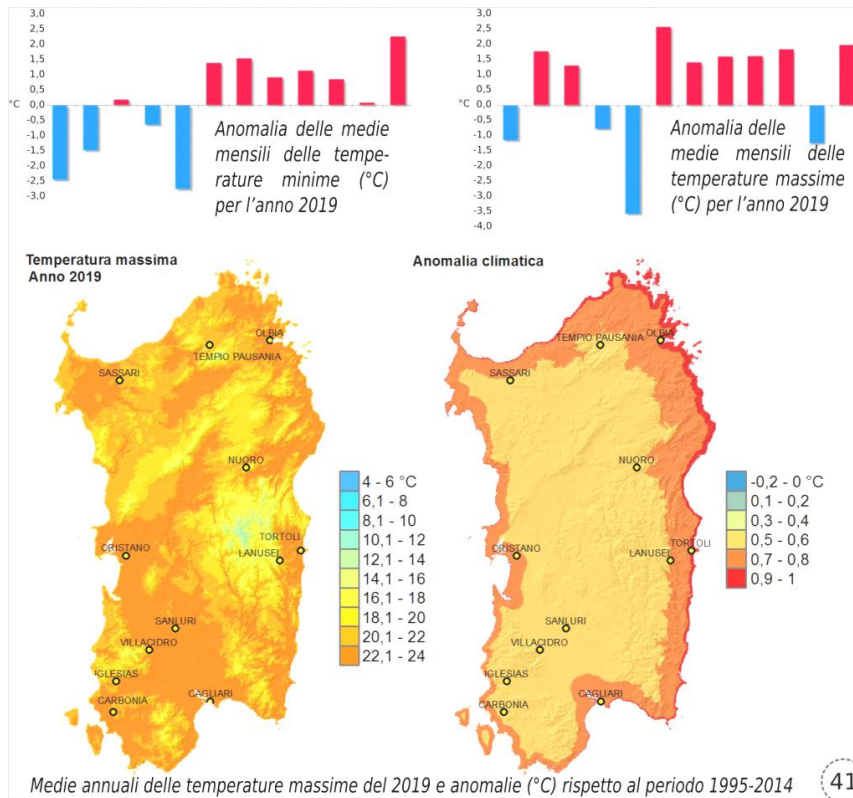 3,0
2,5
2,0
1,5
1,0
0,5
°C 0,0
-0,5
-1,0
-1,5
-2,0
-2,5
-3,0
Anomalia delle medie
mensili delle tempe-
rature minime (°C)
per l'anno 2019
3,0
2,5
2,0
1,5
1,0
0,5
°C 0,0
-0,5
-1,0
-1,5
-2,0
-2,5
-3,0
-3,5
-4,0
Anomalia delle
medie mensili delle
temperature massime
(°C) per l'anno 2019
Temperatura massima
Anno 2019
OLBIA
TEMPIO PAUSANIA
SASSARI
NUORO
TORTOLI
ORISTANO
LANUSEI
SANLURI
VILLACIDRO
IGLESIAS
CARBONIA
CAGLIARI
4 - 6 °C
6,1 - 8
8,1 - 10
10,1 - 12
12,1 - 14
14,1 - 16
16,1 - 18
18,1 - 20
20,1 - 22
22,1 - 24
Anomalia climatica
TEMPIO PAUSANIA
OLBIA
SASSARI
NUORO
TORTOLI
ORISTANO
LANUSEI
SANLURI
VILLACIDRO
IGLESIAS
CARBONIA
CAGLIARI
-0,2 - 0 °C
0,1 - 0,2
0,3 - 0,4
0,5 - 0,6
0,7 - 0,8
0,9 - 1
Medie annuali delle temperature massime del 2019 e anomalie (°C) rispetto al periodo 1995-2014
41